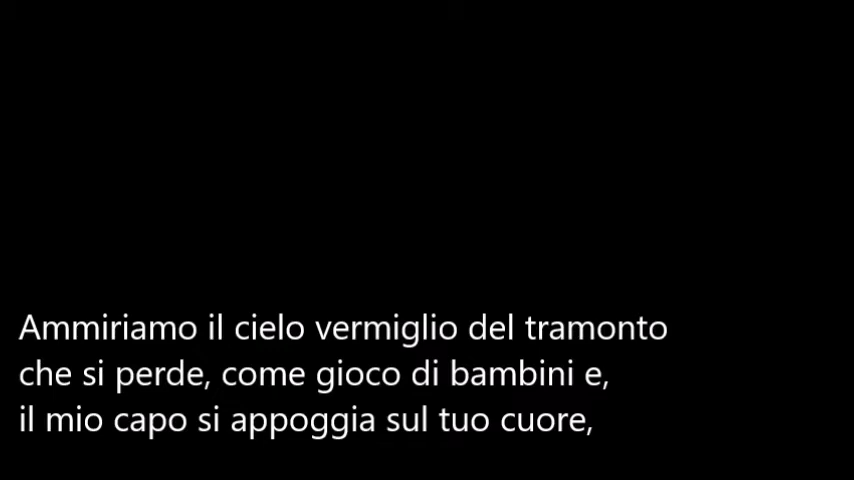 Ammiriamo il cielo vermiglio del tramonto
che si perde, come gioco di bambini e,
il mio capo si appoggia sul tuo cuore,